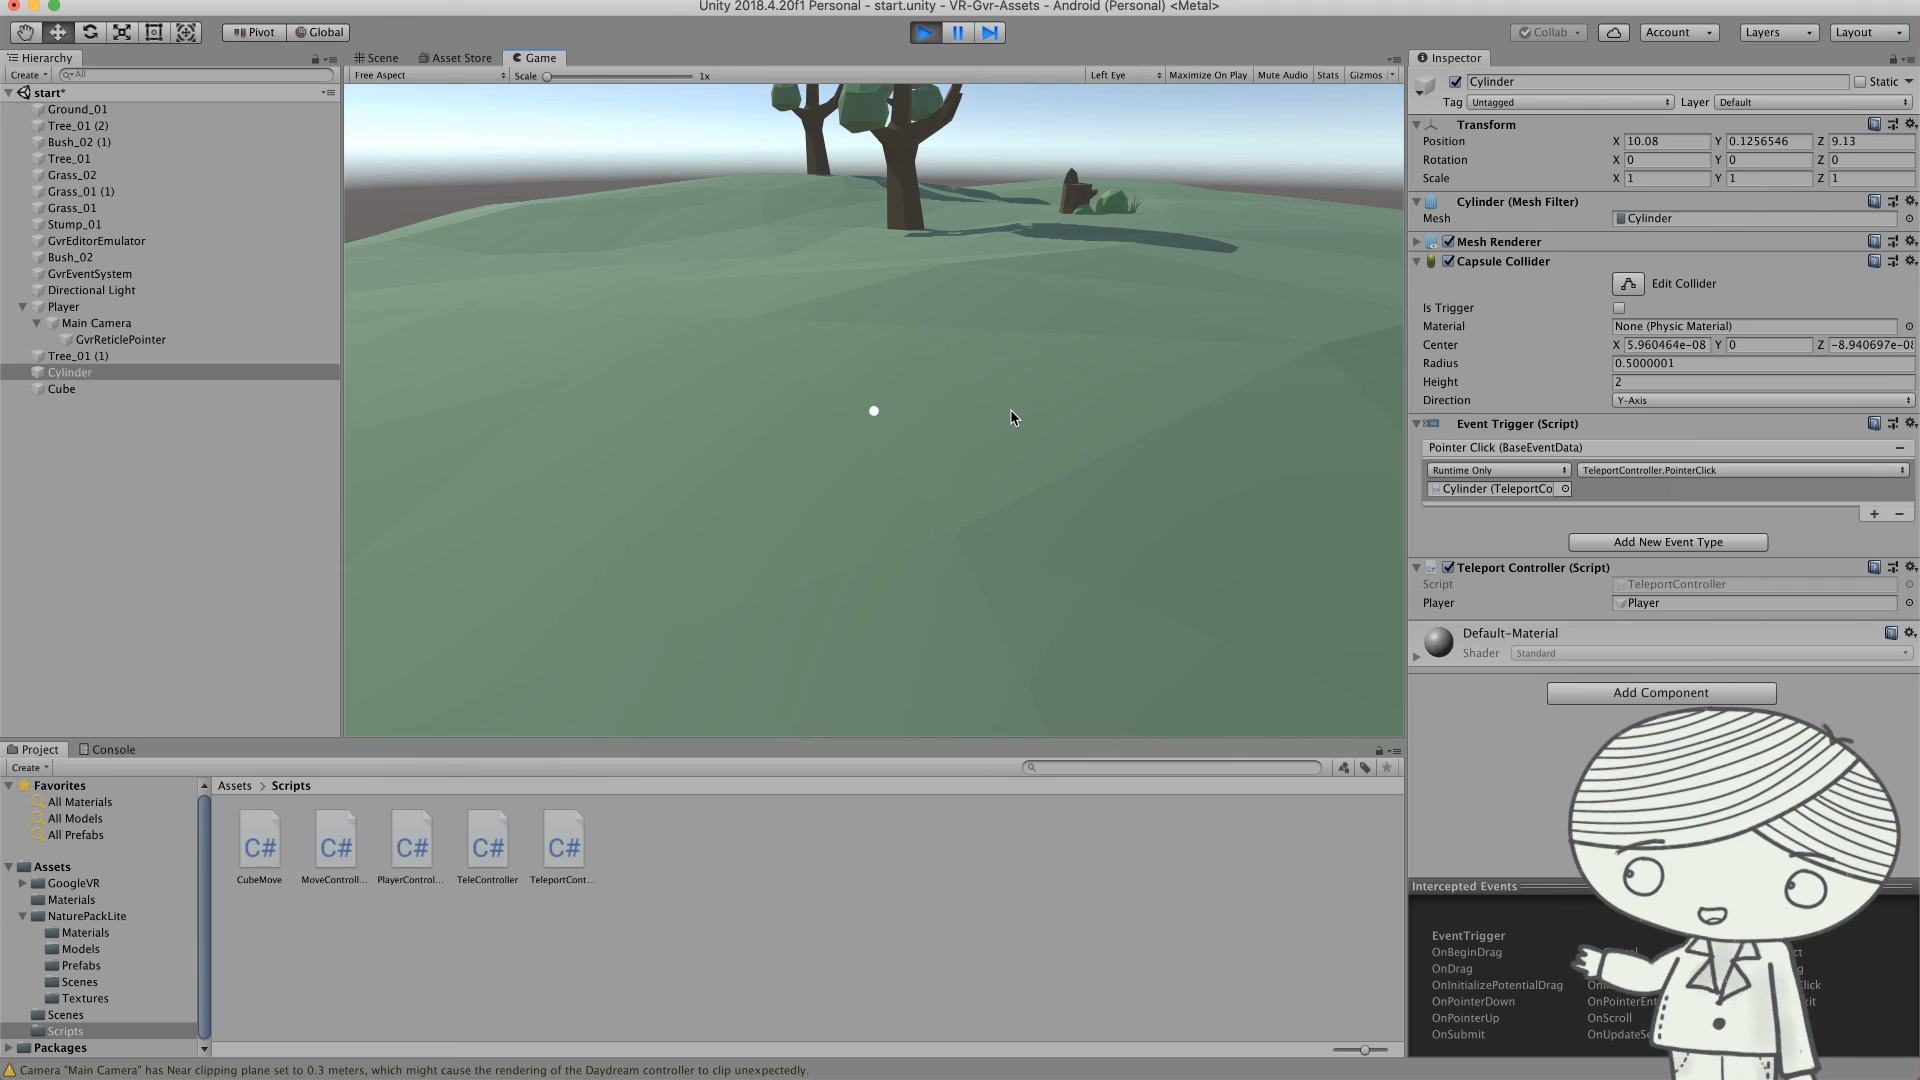 Unity 2018.4.20f1 Personal - start.unity - VR-Gvr-Assets - Android (Personal) <Metal>
Pivot
Global
Collab
Account
Layers
Layout
Hierarchy
Scene
Asset Store
Game
Inspector
Create
All
Free Aspect
Scale
1x
Left Eye
Maximize On Play
Mute Audio
Stats
Gizmos
start*
Ground_01
Tree_01 (2)
Bush_02 (1)
Tree_01
Grass_02
Grass_01 (1)
Grass_01
Stump_01
GvrEditorEmulator
Bush_02
GvrEventSystem
Directional Light
Player
Main Camera
GvrReticlePointer
Tree_01 (1)
Cylinder
Cube
Cylinder
Static
Tag
Untagged
Layer
Default
Transform
Position
X 10.08 Y 0.1256546 Z 9.13
Rotation
X 0 Y 0 Z 0
Scale
X 1 Y 1 Z 1
Cylinder (Mesh Filter)
Mesh
Cylinder
Mesh Renderer
Capsule Collider
Edit Collider
Is Trigger
Material
None (Physic Material)
Center
X 5.960464e-08 Y 0 Z -8.940697e-08
Radius
0.5000001
Height
2
Direction
Y-Axis
Event Trigger (Script)
Pointer Click (BaseEventData)
Runtime Only
TeleportController.PointerClick
Cylinder (TeleportCo
Add New Event Type
Teleport Controller (Script)
Script
TeleportController
Player
Player
Default-Material
Shader
Standard
Add Component
Project
Console
Create
Favorites
All Materials
All Models
All Prefabs
Assets
GoogleVR
Materials
NaturePackLite
Materials
Models
Prefabs
Scenes
Textures
Scenes
Scripts
Packages
Assets > Scripts
C#
C#
C#
C#
C#
CubeMove
MoveControll...
PlayerControl...
TeleController
TeleportCont...
Intercepted Events
EventTrigger
OnBeginDrag
OnDrag
OnInitializePotentialDrag
OnPointerDown
OnPointerEnt
OnPointerUp
OnScroll
OnSubmit
OnUpdateSe
Camera "Main Camera" has Near clipping plane set to 0.3 meters, which might cause the rendering of the Daydream controller to clip unexpectedly.